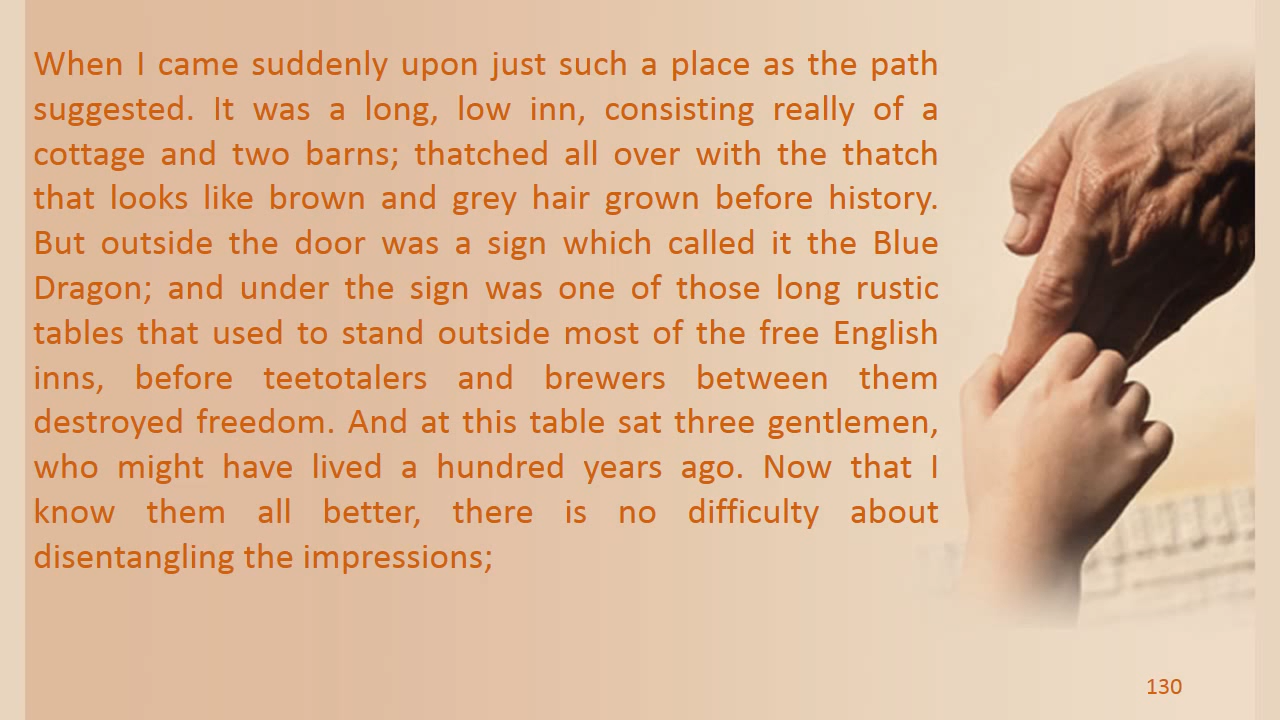 When I came suddenly upon just such a place as the path
suggested. It was a long, low inn, consisting really of a
cottage and two barns; thatched all over with the thatch
that looks like brown and grey hair grown before history.
But outside the door was a sign which called it the Blue
Dragon; and under the sign was one of those long rustic
tables that used to stand outside most of the free English
inns, before teetotalers and brewers between them
destroyed freedom. And at this table sat three gentlemen,
who might have lived a hundred years ago. Now that I
know them all better, there is no difficulty about
disentangling the impressions;
130